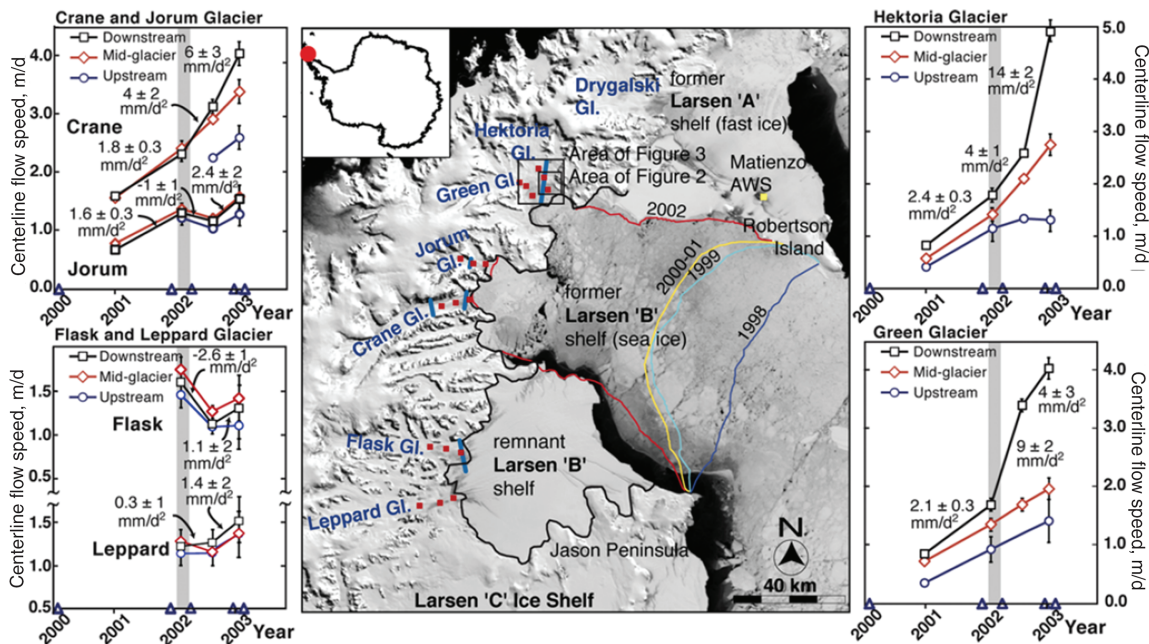 Crane and Jorum Glacier
Downstream
Mid-glacier
Upstream
6 ± 3
mm/d²
4 ± 2
mm/d²
Crane
1.8 ± 0.3
mm/d²
-1 ± 1
mm/d²
2.4 ± 2
mm/d²
1.6 ± 0.3
mm/d²
Jorum
4.0
3.0
2.0
1.0
0.0
Centerline flow speed, m/d
2000
2001
2002
2003
Year
Flask and Leppard Glacier
Downstream
Mid-glacier
Upstream
-2.6 ± 1
mm/d²
Flask
1.1 ± 2
mm/d²
0.3 ± 1
mm/d²
1.4 ± 2
mm/d²
Leppard
1.5
1.0
0.5
1.5
1.0
0.5
Centerline flow speed, m/d
2000
2001
2002
2003
Year
Drygalski
Gl.
former
Larsen 'A'
shelf (fast ice)
Hektoria
Gl.
Green Gl.
Area of Figure 3
Area of Figure 2
Matienzo
AWS
2002
Robertson
Island
Jorum
Gl.
2000-01
1999
1998
former
Larsen 'B'
shelf (sea ice)
Crane Gl.
Flask Gl.
remnant
Larsen 'B'
shelf
Leppard Gl.
Jason Peninsula
N
40 km
Larsen 'C' Ice Shelf
Hektoria Glacier
Downstream
Mid-glacier
Upstream
14 ± 2
mm/d²
4 ± 1
mm/d²
2.4 ± 0.3
mm/d²
5.0
4.0
3.0
2.0
1.0
0.0
Centerline flow speed, m/d
2000
2001
2002
2003
Year
Green Glacier
Downstream
Mid-glacier
Upstream
4 ± 3
mm/d²
9 ± 2
mm/d²
2.1 ± 0.3
mm/d²
4.0
3.0
2.0
1.0
0.0
Centerline flow speed, m/d
2000
2001
2002
2003
Year